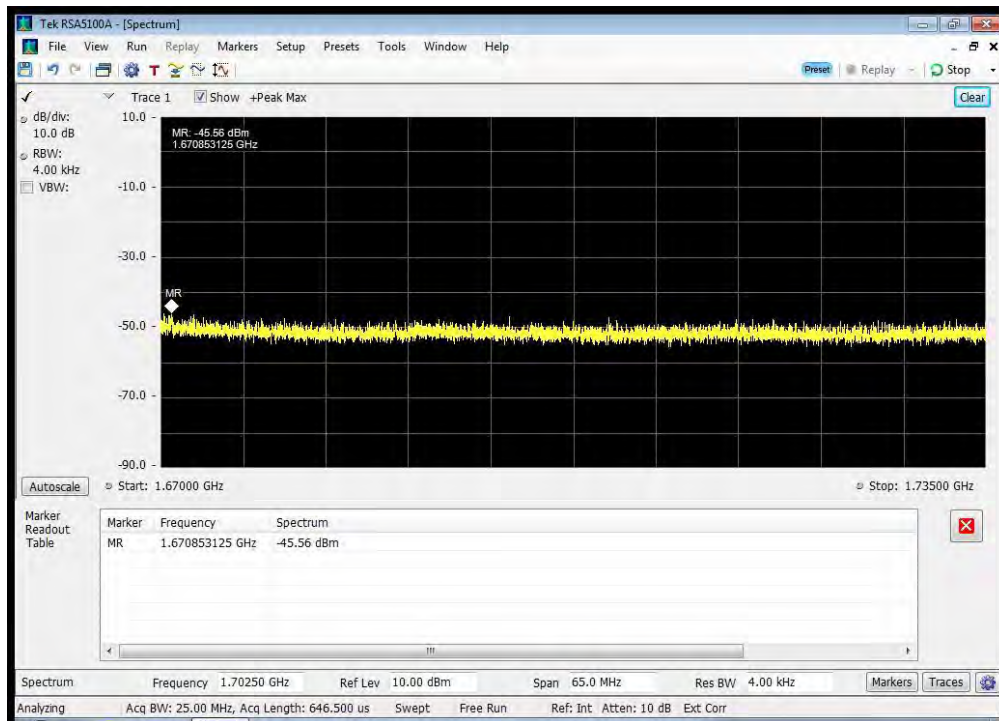 Tek RSA5100A - [Spectrum]
File View Run Replay Markers Setup Presets Tools Window Help
T Preset Replay Stop
Trace 1 Show +Peak Max Clear
dB/div:
10.0 dB
RBW:
4.00 kHz
VBW:
10.0
-10.0
-30.0
-50.0
-70.0
-90.0
MR: -45.56 dBm
1.670853125 GHz
MR
Autoscale Start: 1.67000 GHz Stop: 1.73500 GHz
Marker
Readout
Table
Marker Frequency Spectrum
MR 1.670853125 GHz -45.56 dBm
Spectrum Frequency 1.70250 GHz Ref Lev 10.00 dBm Span 65.0 MHz Res BW 4.00 kHz Markers Traces
Analyzing Acq BW: 25.00 MHz, Acq Length: 646.500 us Swept Free Run Ref: Int Atten: 10 dB Ext Corr